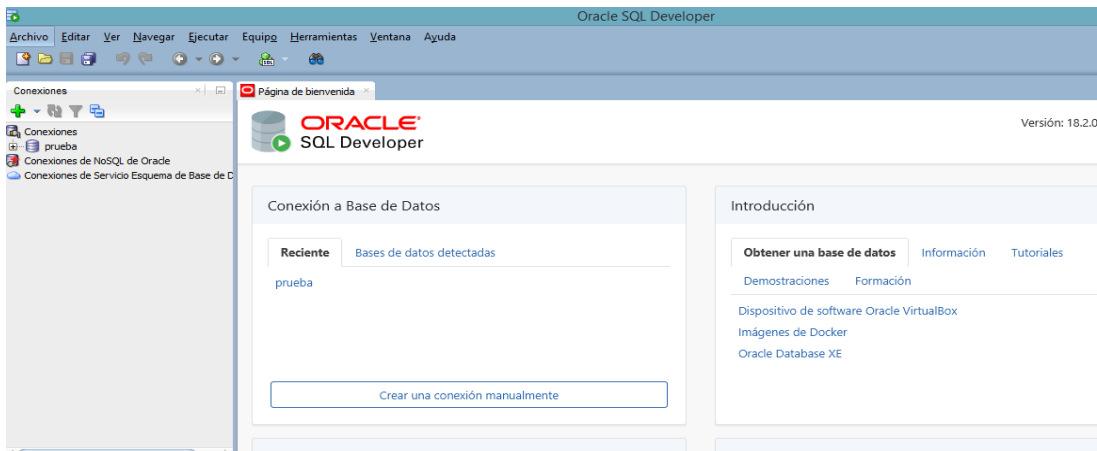 Oracle SQL Developer
Archivo Editar Ver Navegar Ejecutar Equipo Herramientas Ventana Ayuda
Conexiones
Página de bienvenida
Conexiones
prueba
Conexiones de NoSQL de Oracle
Conexiones de Servicio Esquema de Base de D
ORACLE
SQL Developer
Versión: 18.2.0
Conexión a Base de Datos
Reciente Bases de datos detectadas
prueba
Crear una conexión manualmente
Introducción
Obtener una base de datos Información Tutoriales
Demostraciones Formación
Dispositivo de software Oracle VirtualBox
Imágenes de Docker
Oracle Database XE